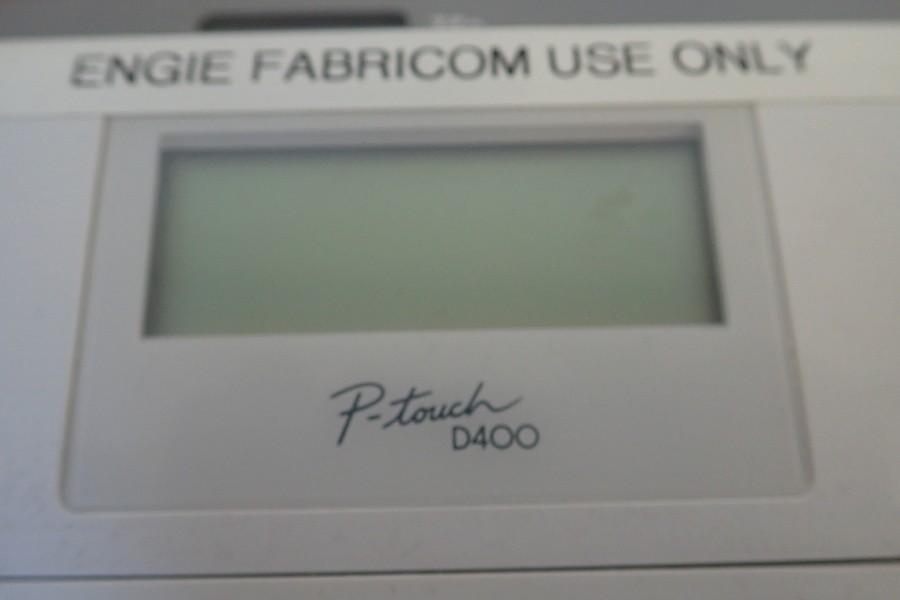 ENGIE FABRICOM USE ONLY
P-touch
D400